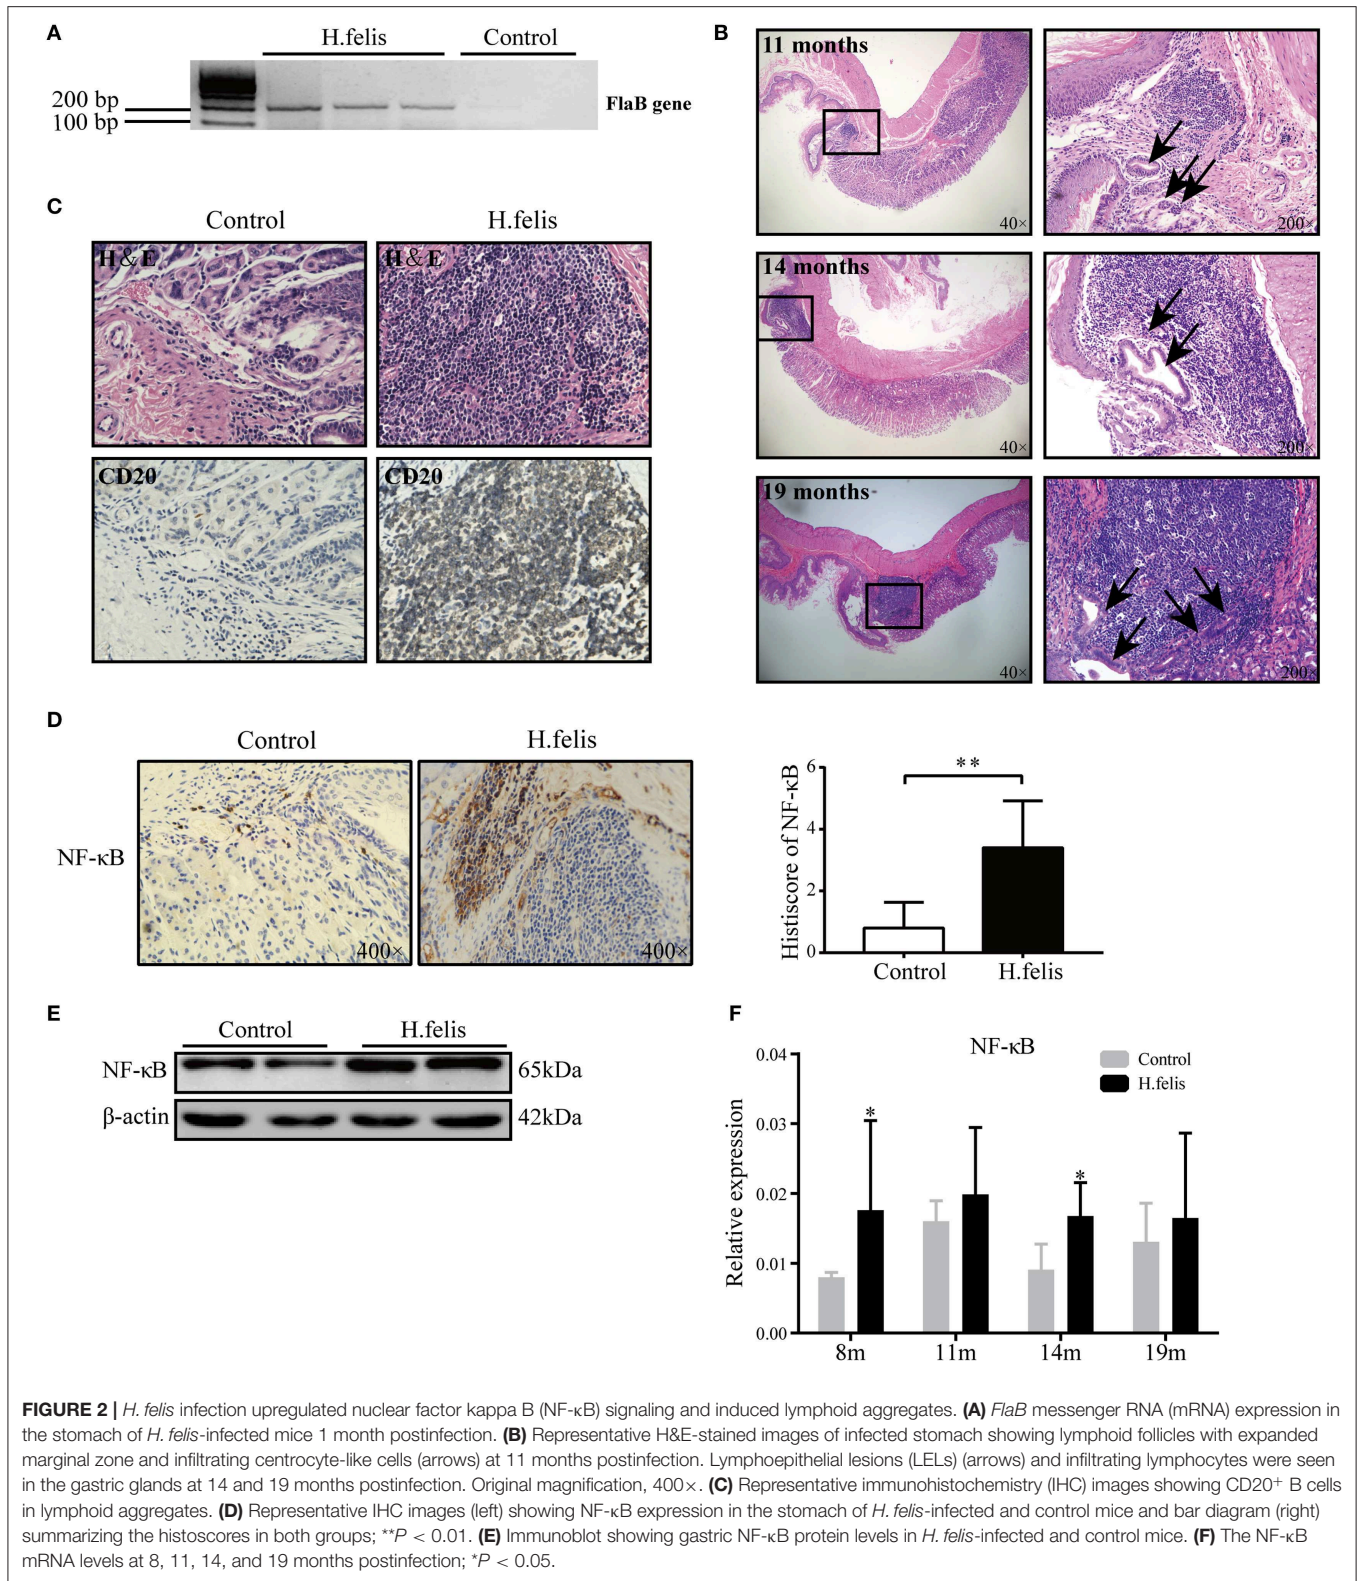 A
H.felis
Control
200 bp
100 bp
FlaB gene
B
11 months
40×
200×
14 months
40×
200×
19 months
40×
200×
C
Control
H.felis
H&E
H&E
CD20
CD20
D
Control
H.felis
NF-κB
400×
400×
Histiscore of NF-κB
6
4
2
0
**
Control
H.felis
E
Control
H.felis
NF-κB
65kDa
β-actin
42kDa
F
NF-κB
Control
H.felis
Relative expression
0.04
0.03
0.02
0.01
0.00
*
*
8m
11m
14m
19m
FIGURE 2 | H. felis infection upregulated nuclear factor kappa B (NF-κB) signaling and induced lymphoid aggregates. (A) FlaB messenger RNA (mRNA) expression in
the stomach of H. felis-infected mice 1 month postinfection. (B) Representative H&E-stained images of infected stomach showing lymphoid follicles with expanded
marginal zone and infiltrating centrocyte-like cells (arrows) at 11 months postinfection. Lymphoepithelial lesions (LELs) (arrows) and infiltrating lymphocytes were seen
in the gastric glands at 14 and 19 months postinfection. Original magnification, 400×. (C) Representative immunohistochemistry (IHC) images showing CD20+ B cells
in lymphoid aggregates. (D) Representative IHC images (left) showing NF-κB expression in the stomach of H. felis-infected and control mice and bar diagram (right)
summarizing the histoscores in both groups; **P < 0.01. (E) Immunoblot showing gastric NF-κB protein levels in H. felis-infected and control mice. (F) The NF-κB
mRNA levels at 8, 11, 14, and 19 months postinfection; *P < 0.05.